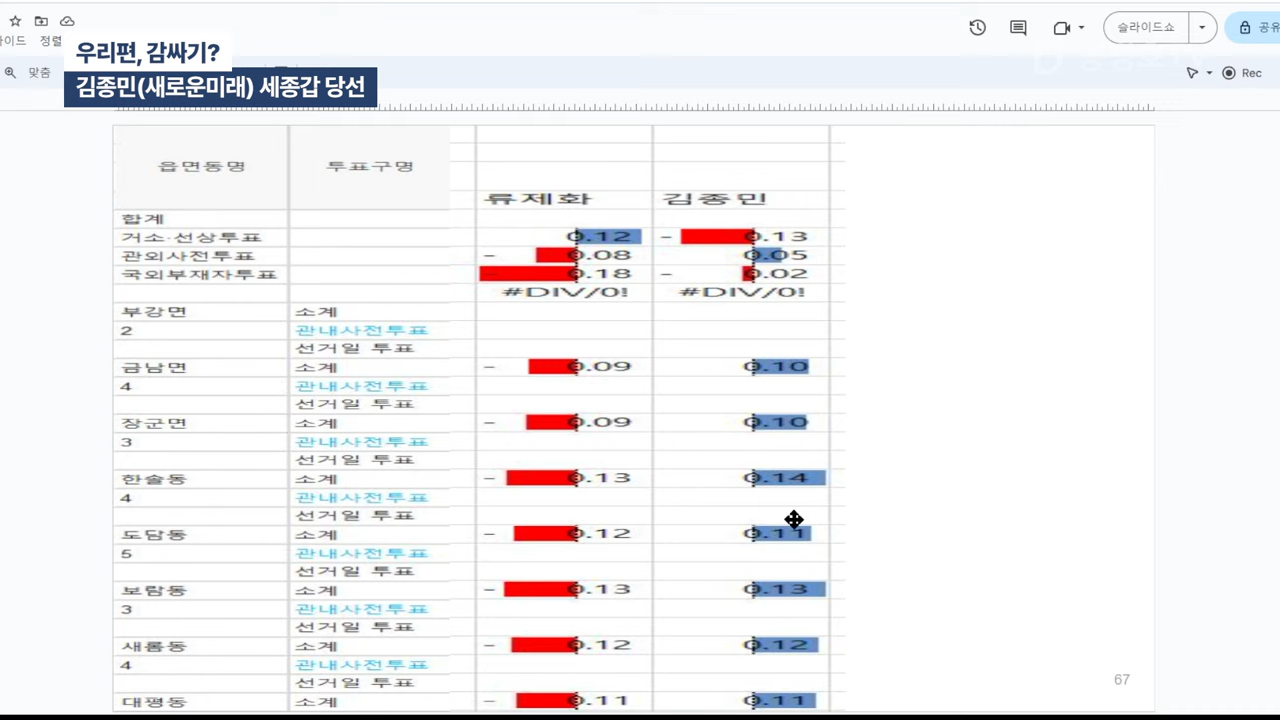 슬라이드쇼
공유
이드 정렬
우리편, 감싸기?
맞춤
Rec
김종민(새로운미래) 세종갑 당선
읍면동명 투표구명 류제화 김종민
합계
거소·선상투표 0.12 - 0.13
관외사전투표 - 0.08 0.05
국외부재자투표 - 0.18 - 0.02
#DIV/0! #DIV/0!
부강면 소계
2 관내사전투표
선거일 투표
금남면 소계 - 0.09 0.10
4 관내사전투표
선거일 투표
장군면 소계 - 0.09 0.10
3 관내사전투표
선거일 투표
한솔동 소계 - 0.13 0.14
4 관내사전투표
선거일 투표
도담동 소계 - 0.12 0.11
5 관내사전투표
선거일 투표
보람동 소계 - 0.13 0.13
3 관내사전투표
선거일 투표
새롬동 소계 - 0.12 0.12
4 관내사전투표
선거일 투표
67
대평동 소계 - 0.11 0.11